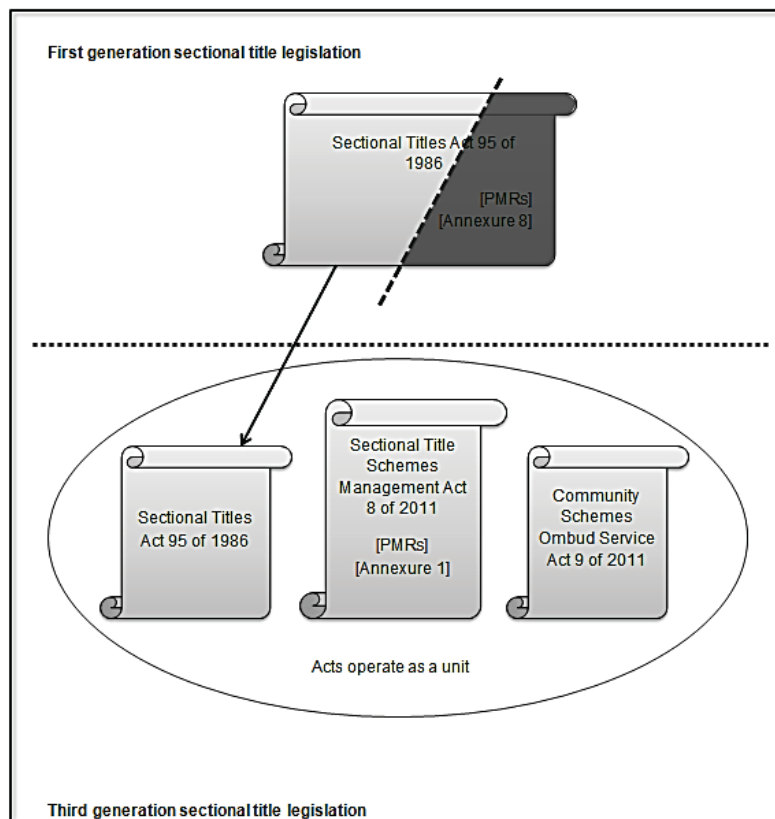 First generation sectional title legislation
Sectional Titles Act 95 of
1986
[PMRs]
[Annexure 8]
Sectional Titles
Act 95 of 1986
Sectional Title
Schemes
Management Act
8 of 2011
[PMRs]
[Annexure 1]
Community
Schemes
Ombud Service
Act 9 of 2011
Acts operate as a unit
Third generation sectional title legislation